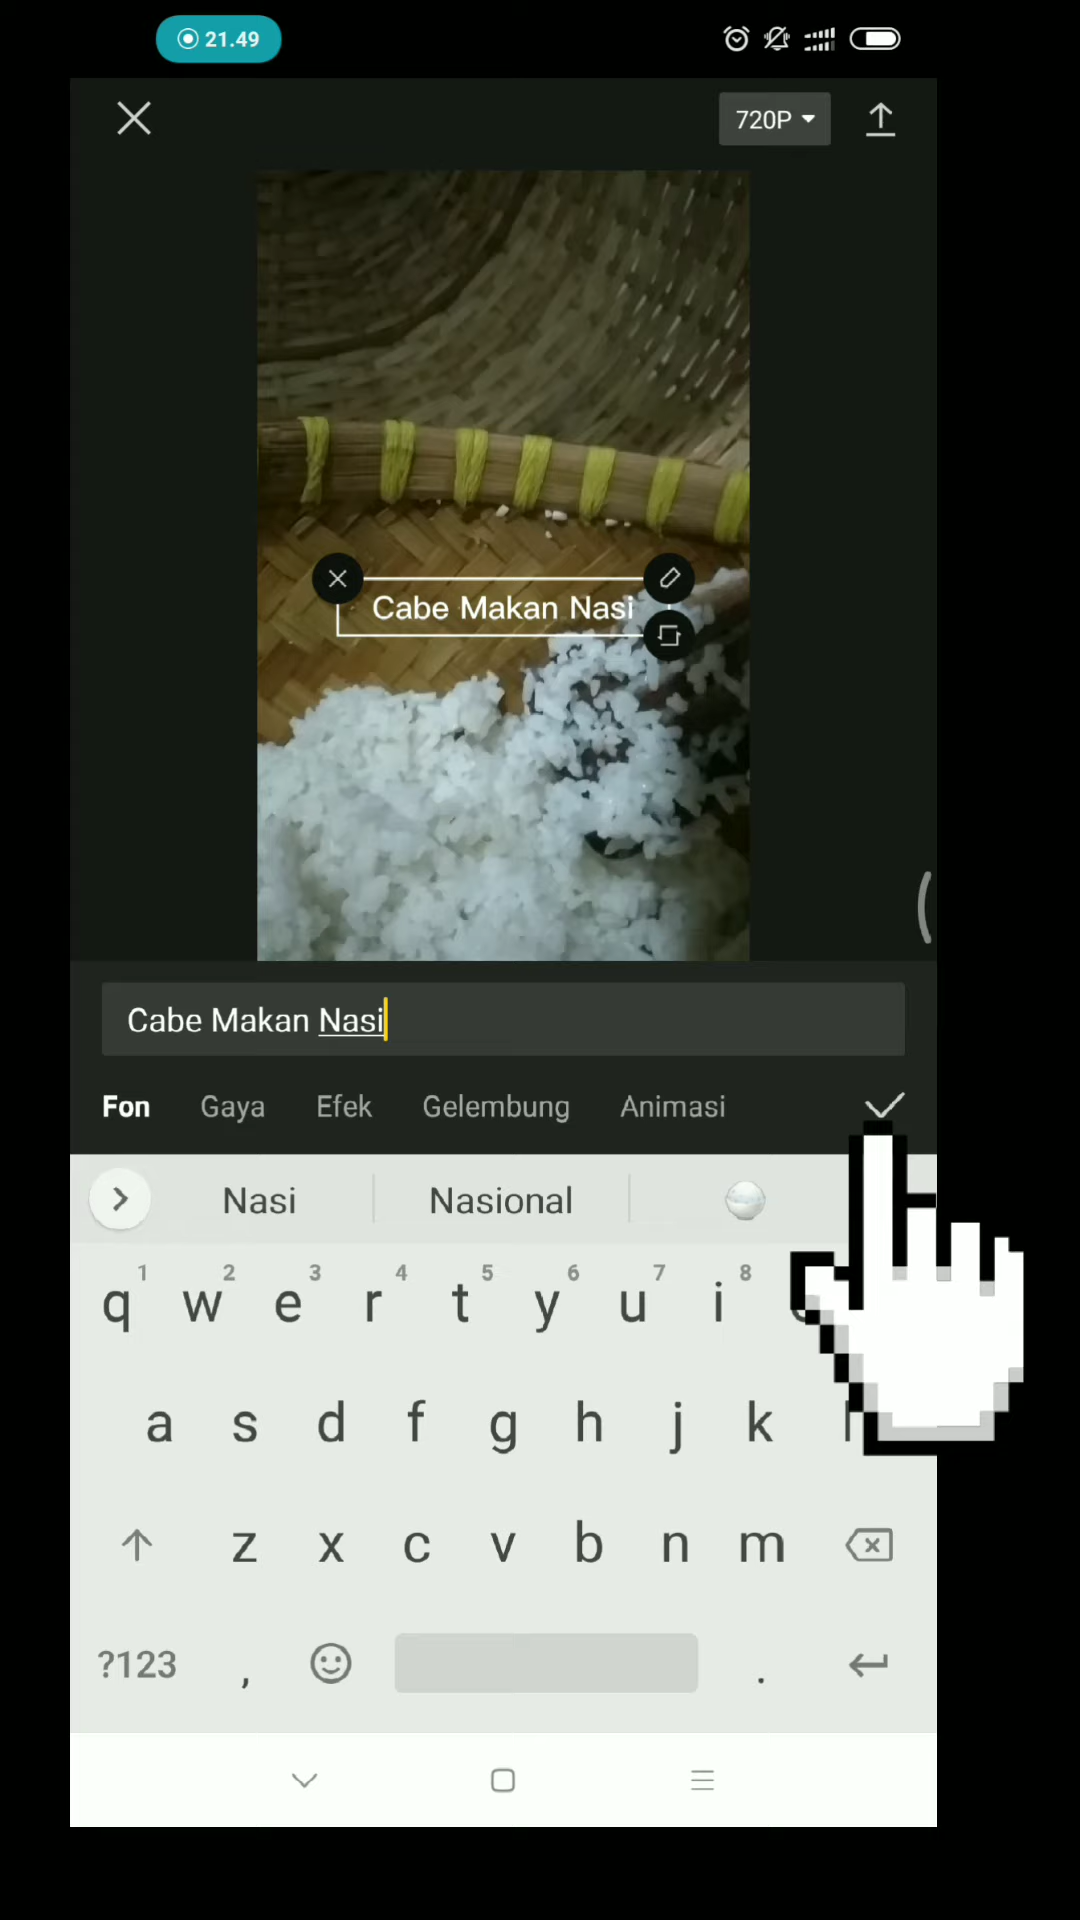 21.49
720P
Cabe Makan Nasi
Cabe Makan Nasi
Fon Gaya Efek Gelembung Animasi
Nasi Nasional
1 2 3 4 5 6 7 8
q w e r t y u i
a s d f g h j k
z x c v b n m
?123 , .